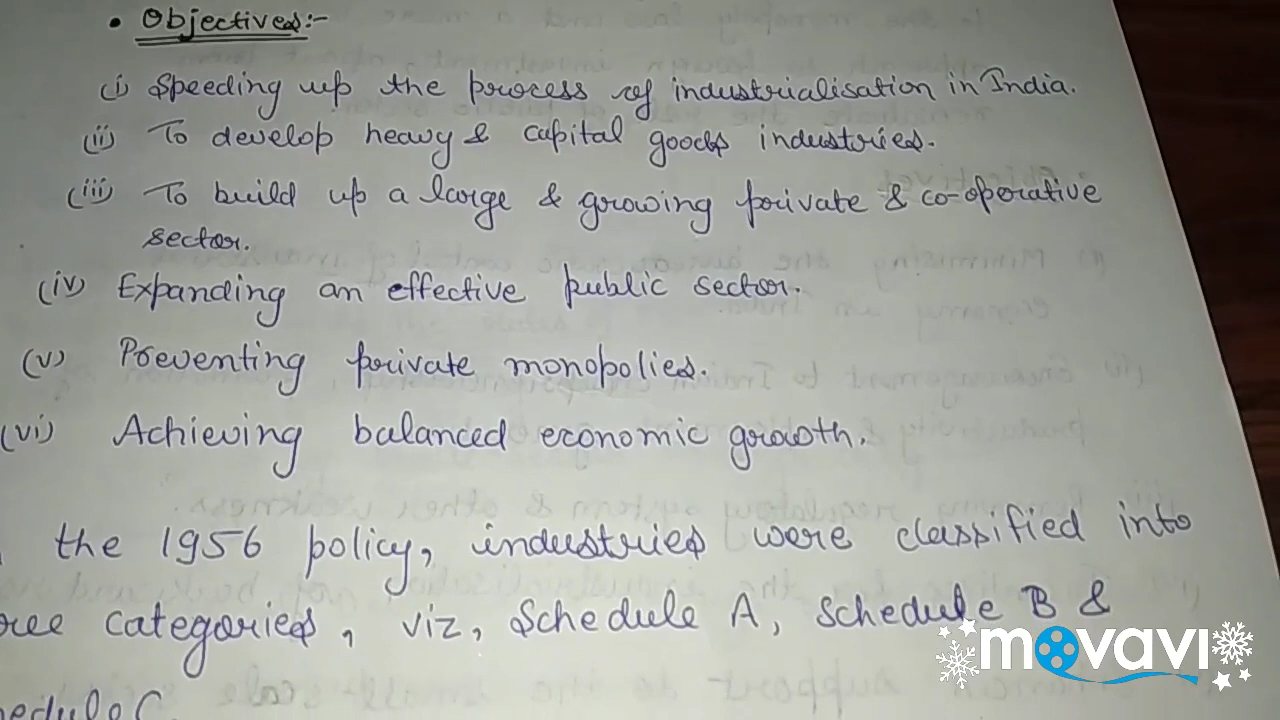 • Objectives:-
(i) Speeding up the process of industrialisation in India.
(ii) To develop heavy & capital goods industries.
(iii) To build up a large & growing private & co-operative
sector.
(iv) Expanding an effective public sector.
(v) Preventing private monopolies.
(vi) Achieving balanced economic growth.
the 1956 policy, industries were classified into
ree categories, viz, Schedule A, Schedule B &
hedule C
movavi